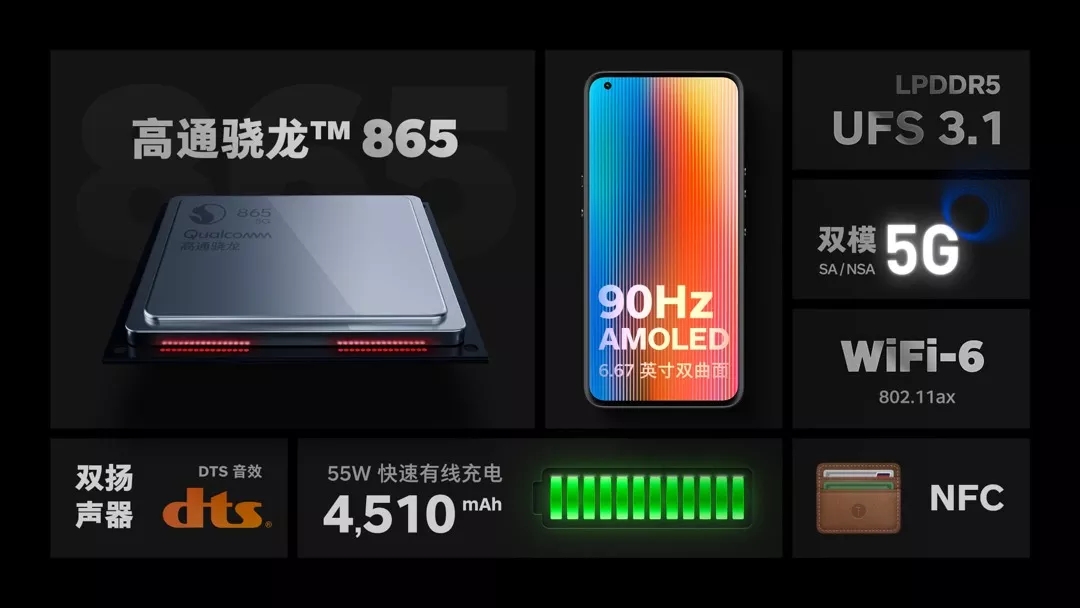 865
高通骁龙™ 865
865
5G
Qualcomm
高通骁龙
90Hz
AMOLED
6.67 英寸双曲面
LPDDR5
UFS 3.1
双模
SA/NSA
5G
WiFi-6
802.11ax
双扬
声器
DTS 音效
dts®
55W 快速有线充电
4,510 mAh
NFC